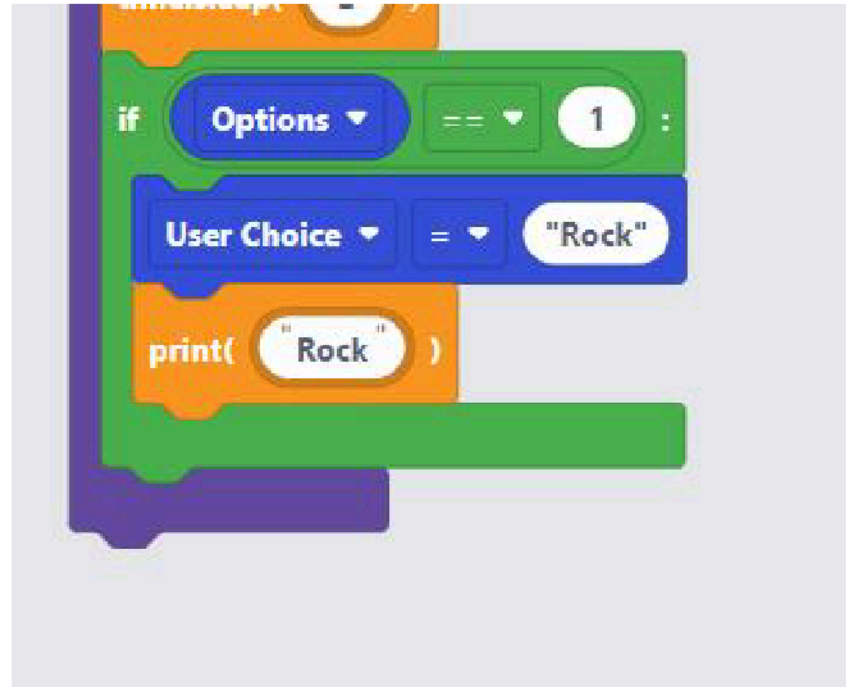 if Options == 1 :
User Choice = "Rock"
print( "Rock" )